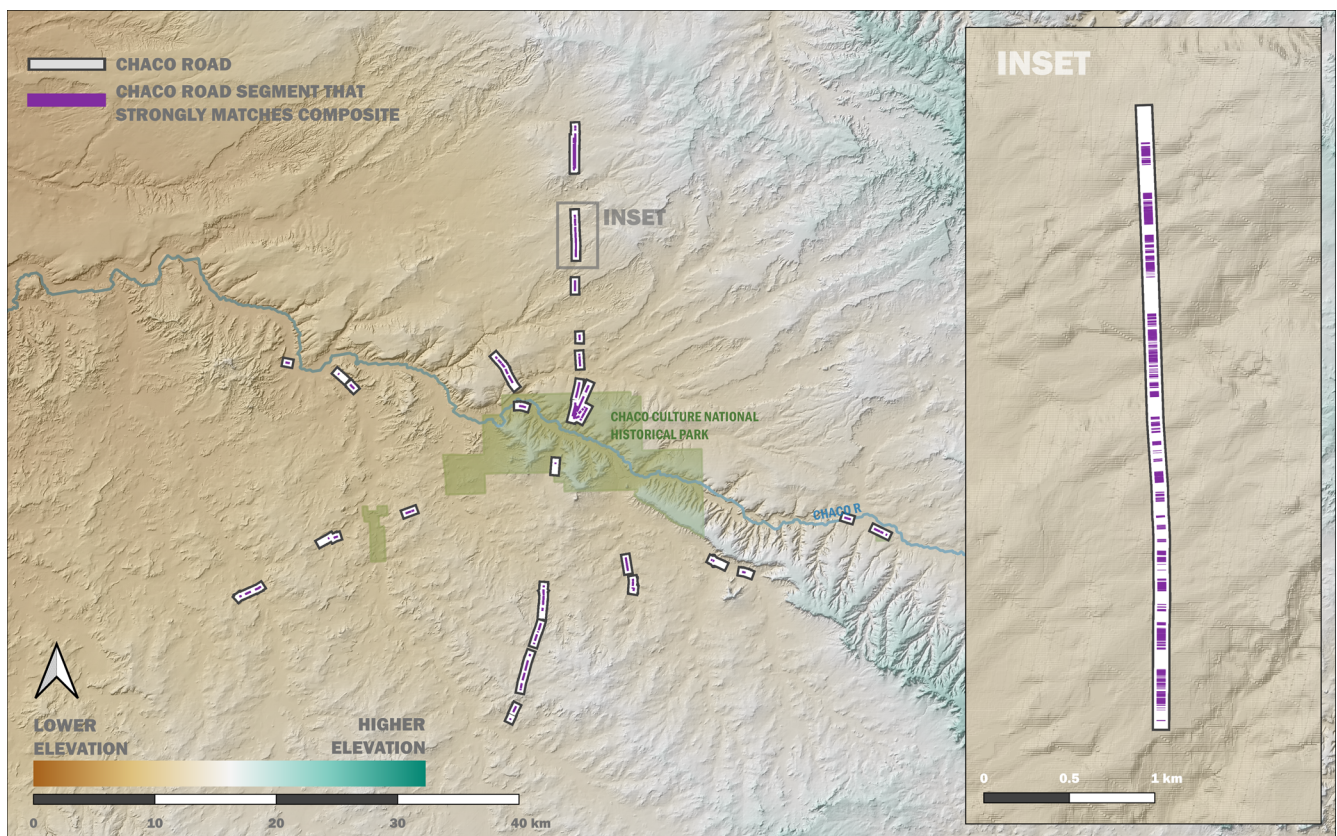 CHACO ROAD
CHACO ROAD SEGMENT THAT
STRONGLY MATCHES COMPOSITE
INSET
CHACO CULTURE NATIONAL
HISTORICAL PARK
CHACO R
LOWER
ELEVATION
HIGHER
ELEVATION
0 10 20 30 40 km
INSET
0 0.5 1 km